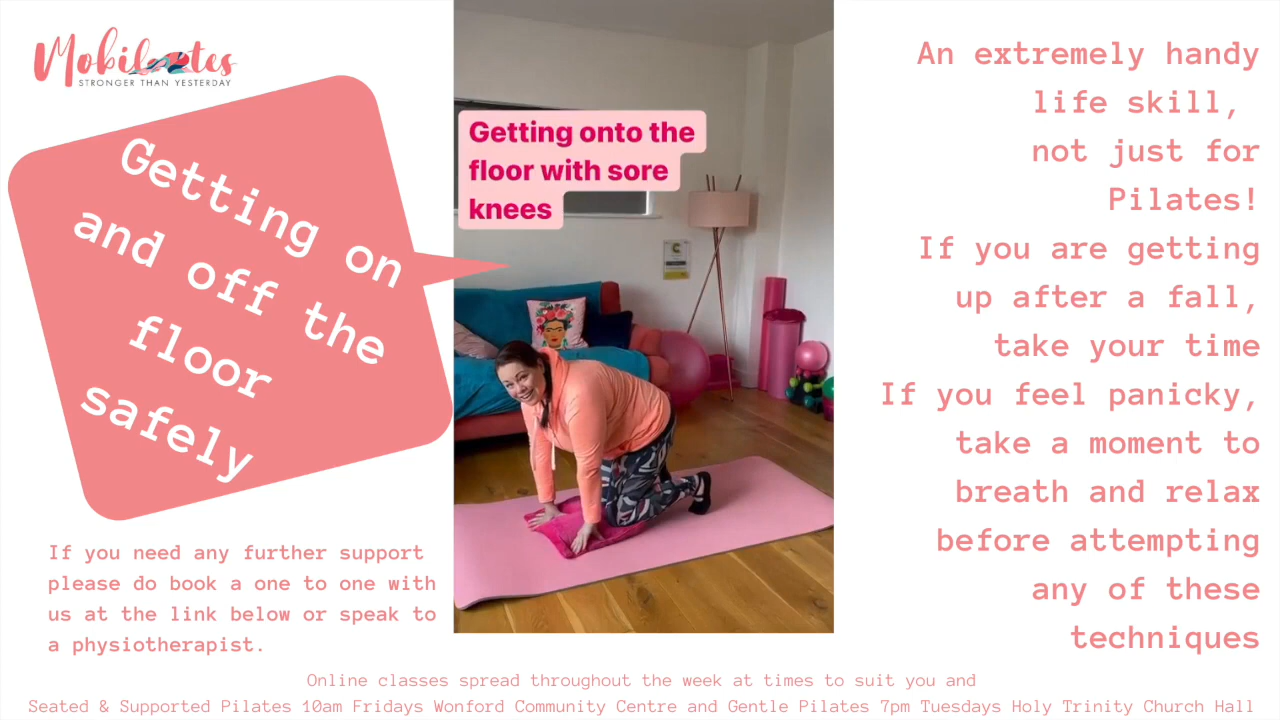 Mobilates
STRONGER THAN YESTERDAY
Getting on
and off the
floor
safely
If you need any further support
please do book a one to one with
us at the link below or speak to
a physiotherapist.
Getting onto the
floor with sore
knees
An extremely handy
life skill,
not just for
Pilates!
If you are getting
up after a fall,
take your time
If you feel panicky,
take a moment to
breath and relax
before attempting
any of these
techniques
Online classes spread throughout the week at times to suit you and
Seated & Supported Pilates 10am Fridays Wonford Community Centre and Gentle Pilates 7pm Tuesdays Holy Trinity Church Hall